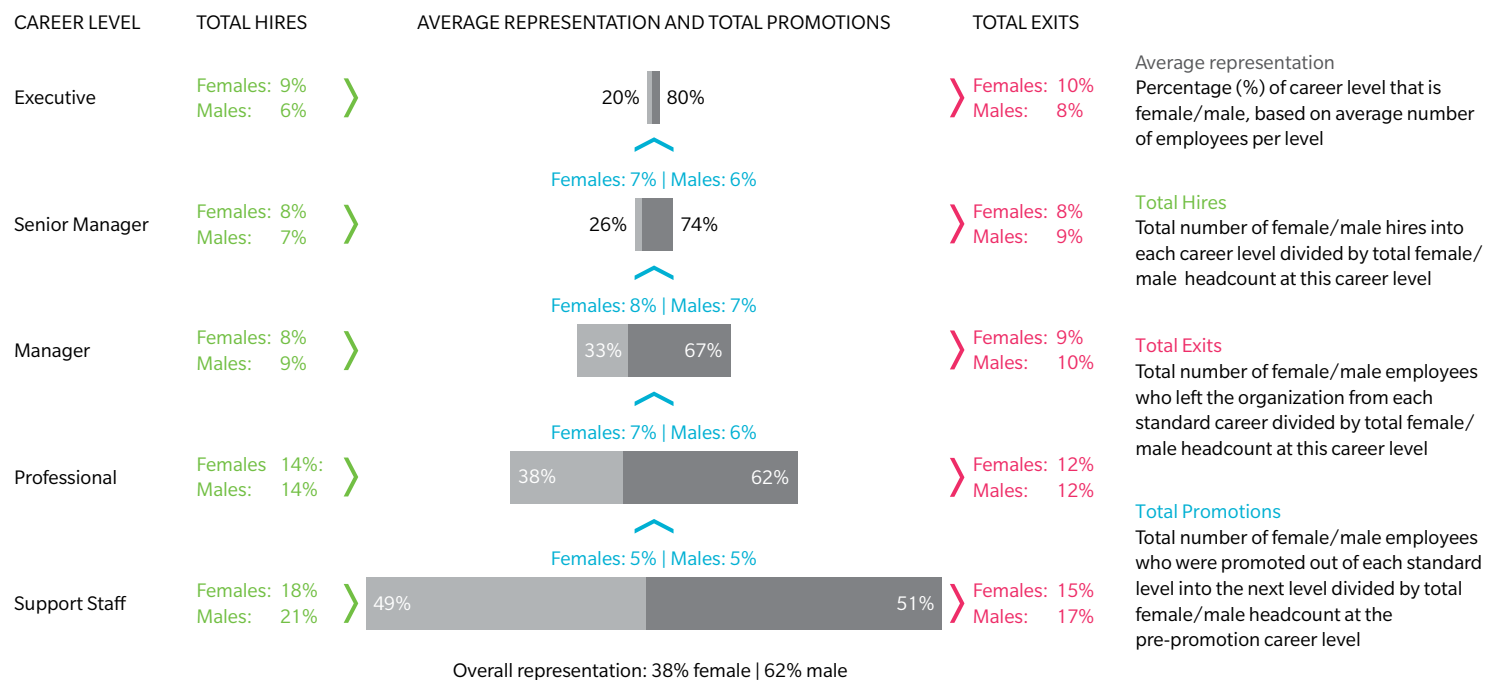 CAREER LEVEL TOTAL HIRES AVERAGE REPRESENTATION AND TOTAL PROMOTIONS TOTAL EXITS
Executive
Females: 9%
Males: 6%
20% 80%
Females: 10%
Males: 8%
Females: 7% | Males: 6%
Senior Manager
Females: 8%
Males: 7%
26% 74%
Females: 8%
Males: 9%
Females: 8% | Males: 7%
Manager
Females: 8%
Males: 9%
33% 67%
Females: 9%
Males: 10%
Females: 7% | Males: 6%
Professional
Females 14%:
Males: 14%
38% 62%
Females: 12%
Males: 12%
Females: 5% | Males: 5%
Support Staff
Females: 18%
Males: 21%
49% 51%
Females: 15%
Males: 17%
Overall representation: 38% female | 62% male
Average representation
Percentage (%) of career level that is
female/male, based on average number
of employees per level
Total Hires
Total number of female/male hires into
each career level divided by total female/
male headcount at this career level
Total Exits
Total number of female/male employees
who left the organization from each
standard career divided by total female/
male headcount at this career level
Total Promotions
Total number of female/male employees
who were promoted out of each standard
level into the next level divided by total
female/male headcount at the
pre-promotion career level